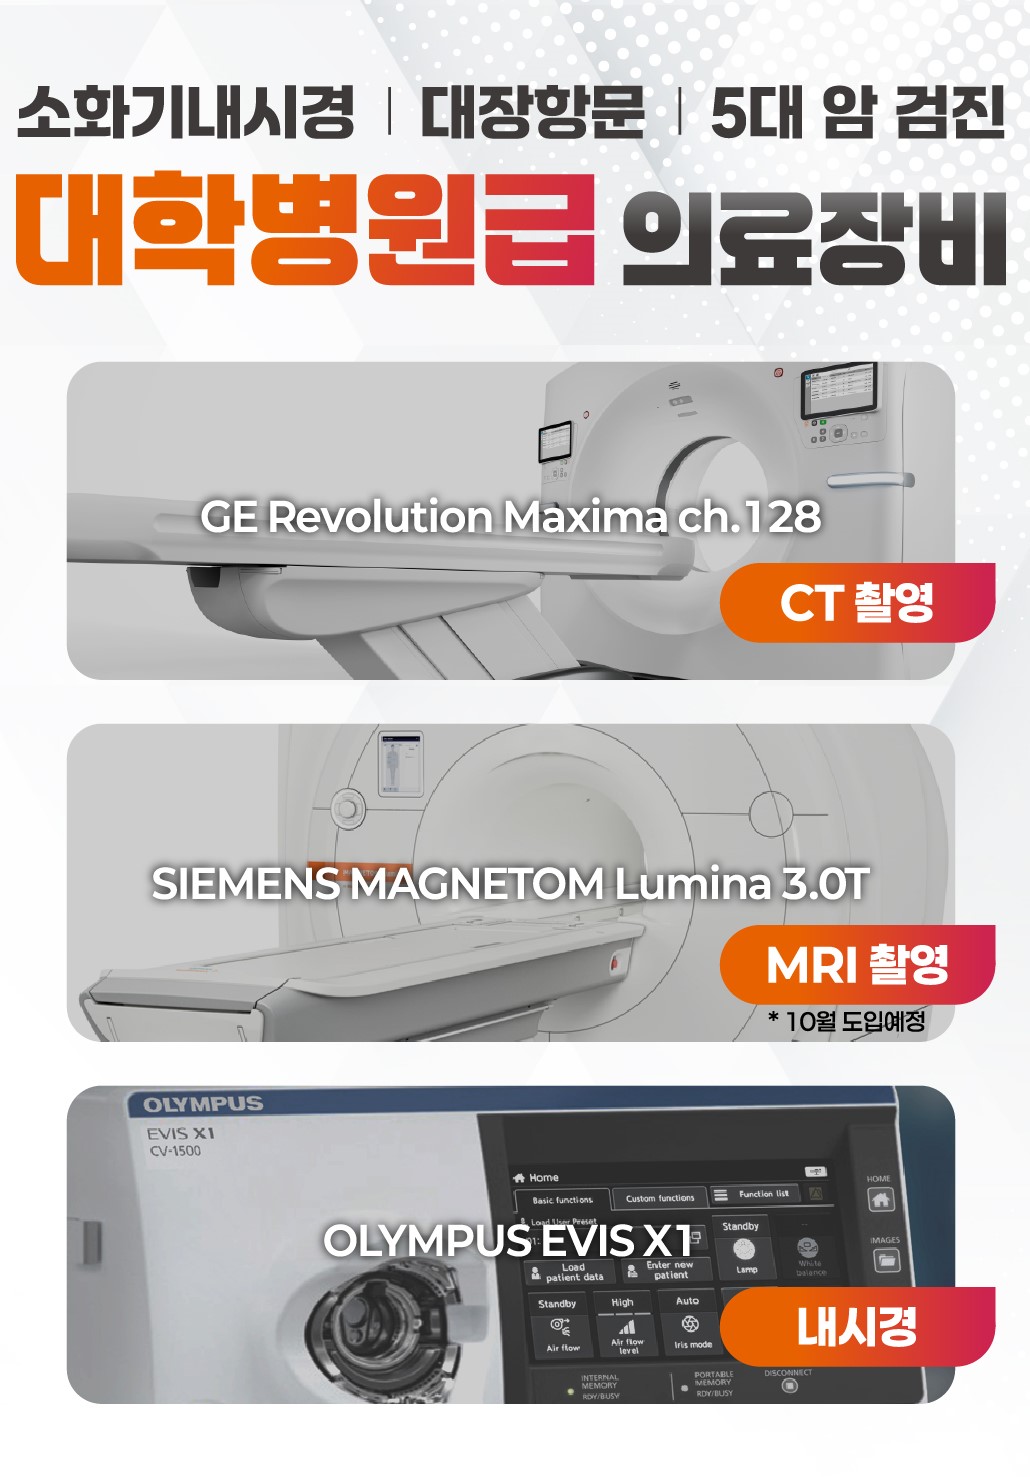 소화기내시경 | 대장항문 | 5대 암 검진
대학병원급 의료장비
GE Revolution Maxima ch.128
CT 촬영
SIEMENS MAGNETOM Lumina 3.0T
MRI 촬영
* 10월 도입예정
OLYMPUS
EVIS X1
CV-1500
Home
Basic functions Custom functions Function list
HOME
Load User Preset
01:
Standby
OLYMPUS EVIS X1
IMAGES
Load patient data
Enter new patient
Lamp
White balance
Standby High Auto
Air flow
Air flow level
Iris mode
내시경
INTERNAL MEMORY
RDY/BUSY
PORTABLE MEMORY
RDY/BUSY
DISCONNECT